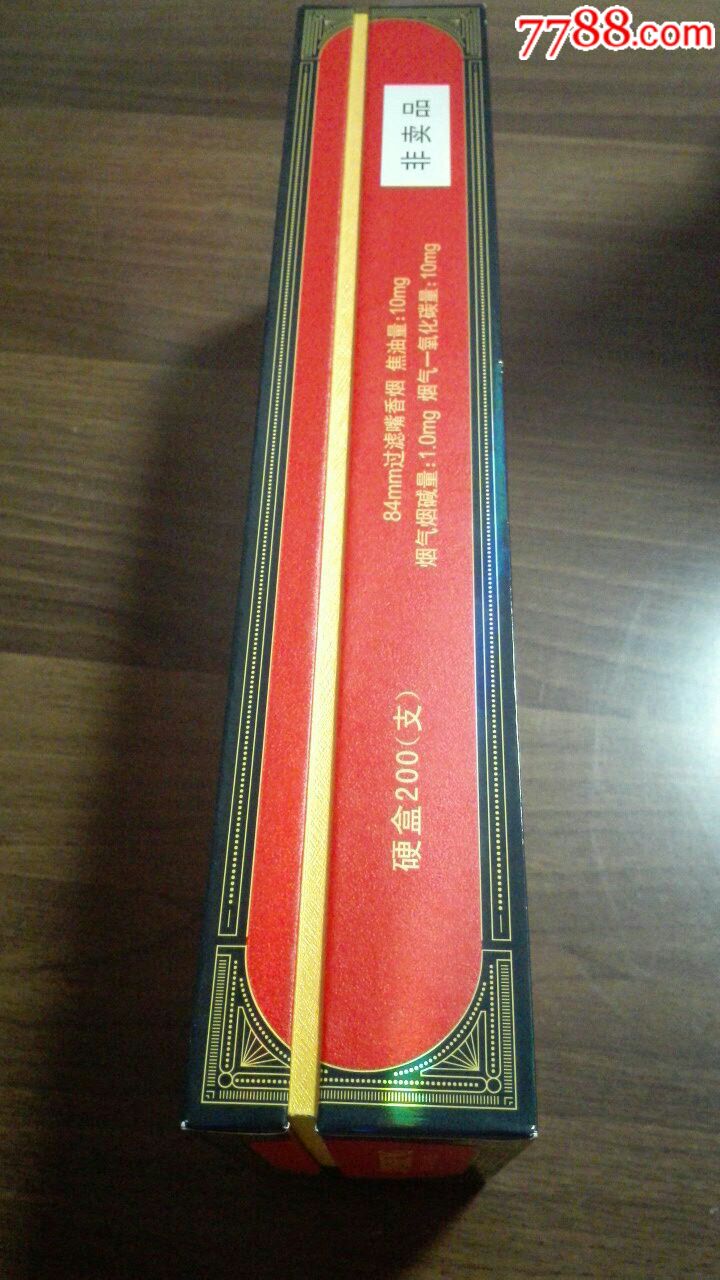 7788.com
非卖品
84mm过滤嘴香烟 焦油量:10mg
烟气烟碱量:1.0mg 烟气一氧化碳量:10mg
硬盒200(支)